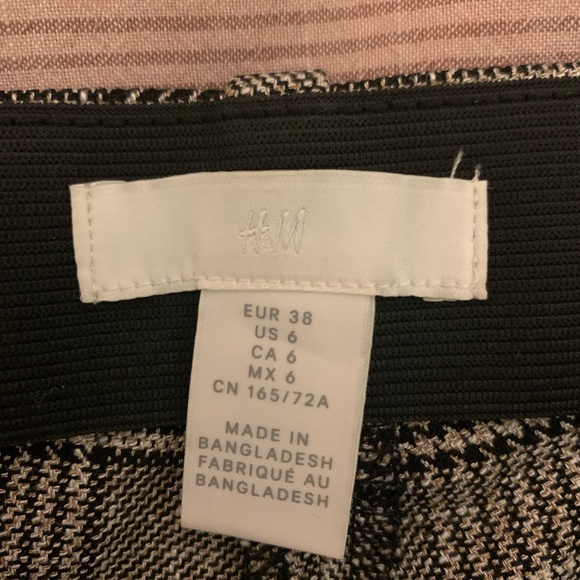 H&M
EUR 38
US 6
CA 6
MX 6
CN 165/72A
MADE IN
BANGLADESH
FABRIQUÉ AU
BANGLADESH